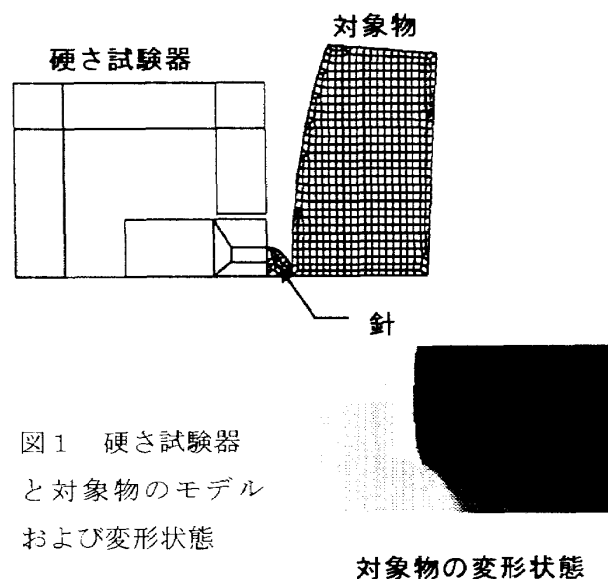 対象物
硬さ試験器
針
図1 硬さ試験器
と対象物のモデル
および変形状態
対象物の変形状態